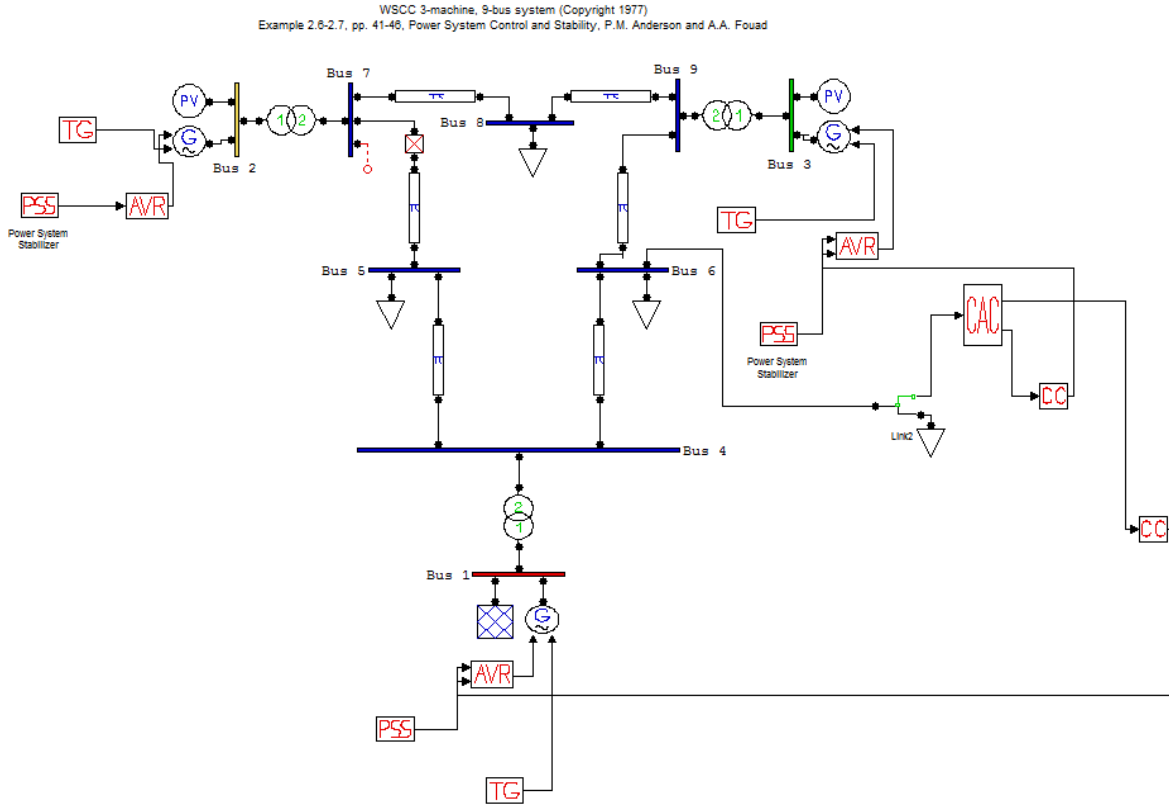 WSCC 3-machine, 9-bus system (Copyright 1977)
Example 2.6-2.7, pp. 41-46, Power System Control and Stability, P.M. Anderson and A.A. Fouad
Bus 7
Bus 9
PV
π
π
PV
TG
G
1
2
Bus 8
2
1
G
Bus 2
Bus 3
PSS
AVR
π
π
TG
AVR
Power System
Stabilizer
Bus 5
Bus 6
CAC
PSS
π
π
Power System
Stabilizer
CC
Link2
Bus 4
2
1
CC
Bus 1
G
AVR
PSS
TG